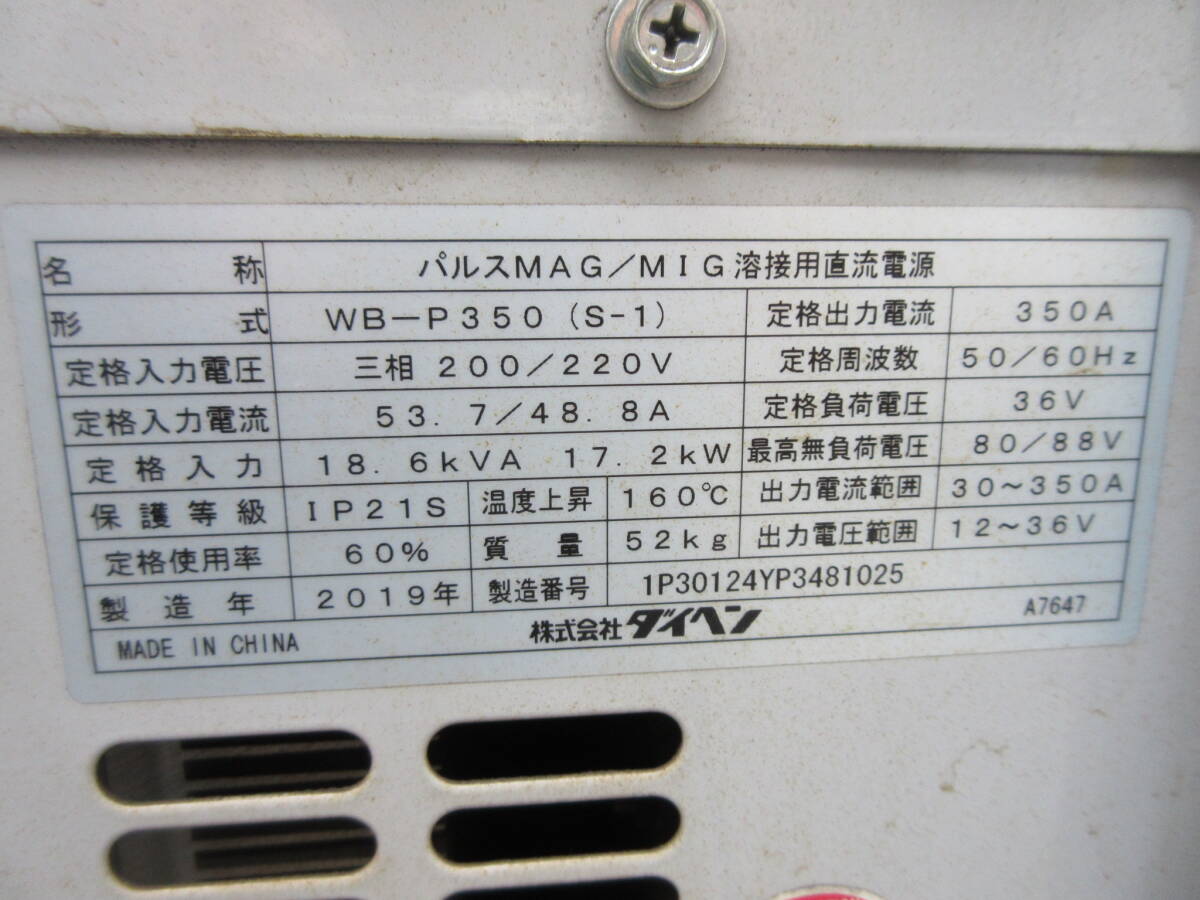 名称 パルスMAG/MIG溶接用直流電源
形式 WB-P350(S-1) 定格出力電流 350A
定格入力電圧 三相 200/220V 定格周波数 50/60Hz
定格入力電流 53.7/48.8A 定格負荷電圧 36V
定格入力 18.6kVA 17.2kW 最高無負荷電圧 80/88V
保護等級 IP21S 温度上昇 160℃ 出力電流範囲 30~350A
定格使用率 60% 質量 52kg 出力電圧範囲 12~36V
製造年 2019年 製造番号 1P30124YP3481025
MADE IN CHINA 株式会社ダイヘン A7647